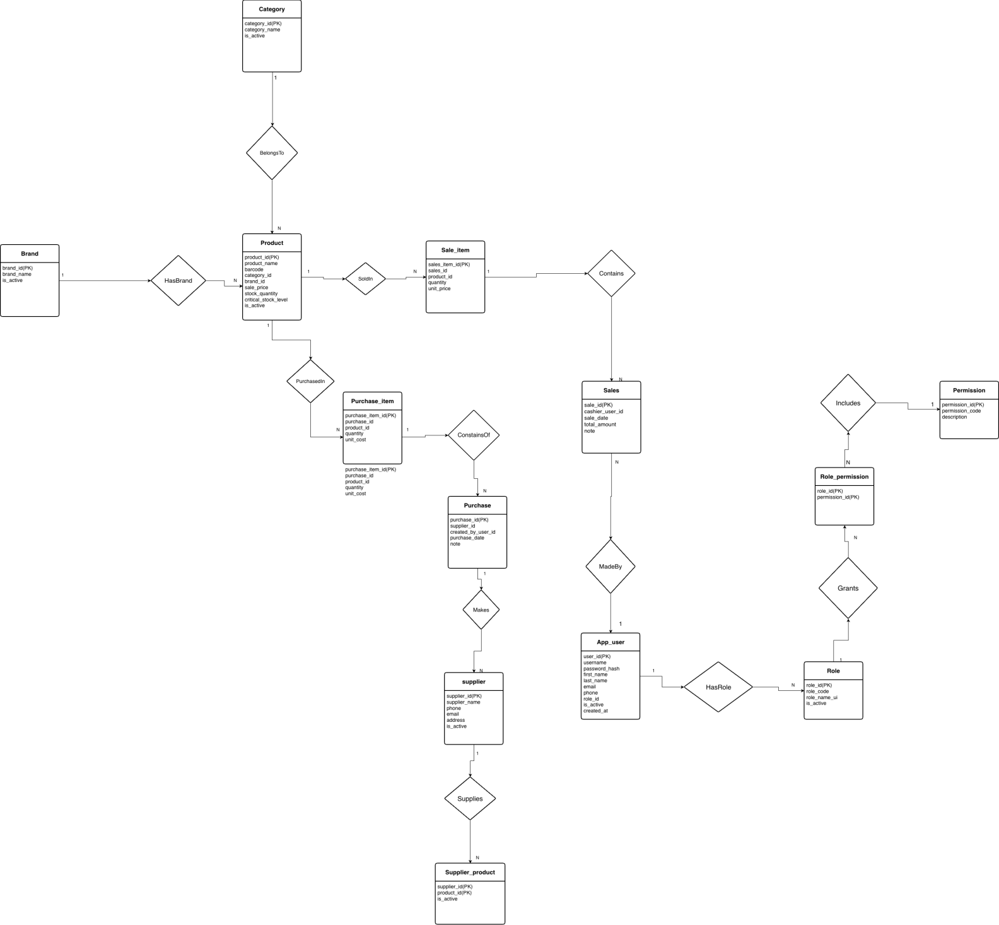 Category
category_id(PK)
category_name
is_active
1
BelongsTo
N
Brand
brand_id(PK)
brand_name
is_active
1
HasBrand
N
Product
product_id(PK)
product_name
barcode
category_id
brand_id
sale_price
stock_quantity
critical_stock_level
is_active
1
SoldIn
N
Sale_item
sales_item_id(PK)
sales_id
product_id
quantity
unit_price
1
Contains
N
1
PurchasedIn
N
Purchase_item
purchase_item_id(PK)
purchase_id
product_id
quantity
unit_cost
purchase_item_id(PK)
purchase_id
product_id
quantity
unit_cost
1
ConstainsOf
N
Purchase
purchase_id(PK)
supplier_id
created_by_user_id
purchase_date
note
1
Makes
N
supplier
supplier_id(PK)
supplier_name
phone
email
address
is_active
1
Supplies
N
Supplier_product
supplier_id(PK)
product_id(PK)
is_active
Sales
sale_id(PK)
cashier_user_id
sale_date
total_amount
note
N
MadeBy
1
App_user
user_id(PK)
username
password_hash
first_name
last_name
email
phone
role_id
is_active
created_at
1
HasRole
N
Role
role_id(PK)
role_code
role_name_ui
is_active
1
Grants
N
Role_permission
role_id(PK)
permission_id(PK)
N
Includes
1
Permission
permission_id(PK)
permission_code
description